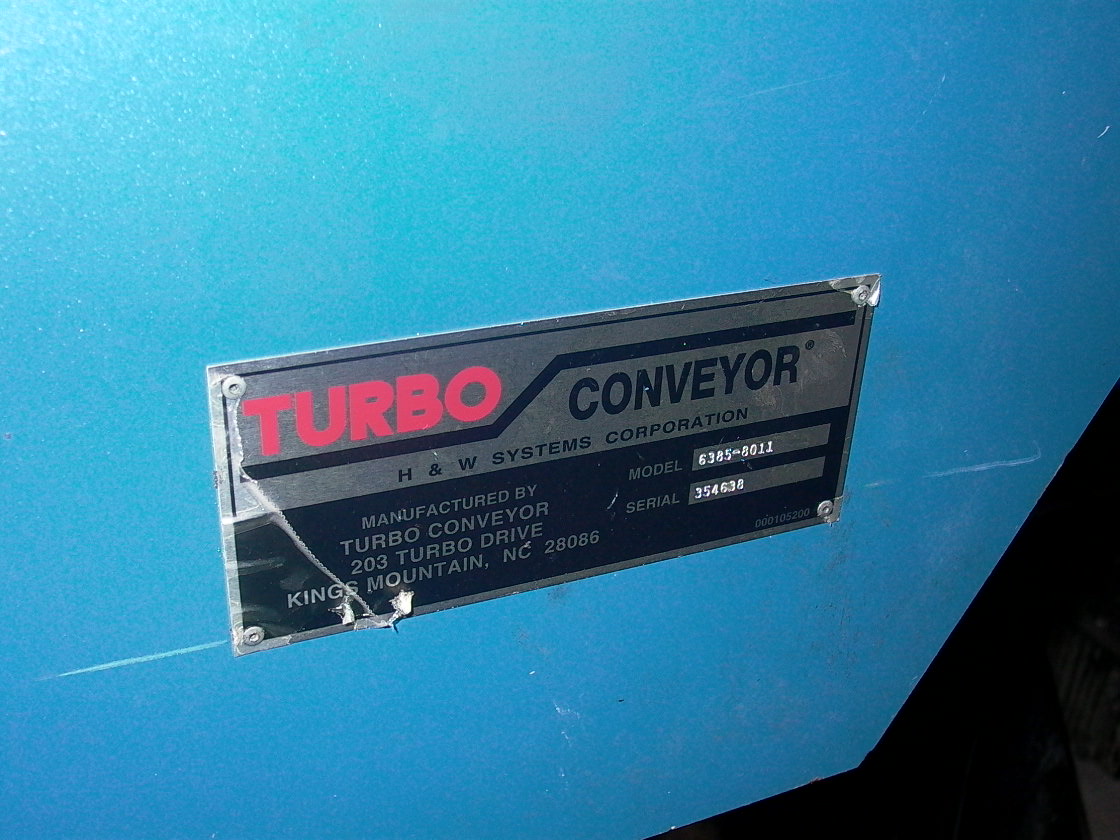 TURBO CONVEYOR®
H & W SYSTEMS CORPORATION
MODEL 6385-8011
SERIAL 354638
MANUFACTURED BY
TURBO CONVEYOR
203 TURBO DRIVE
KINGS MOUNTAIN, NC 28086
000105200